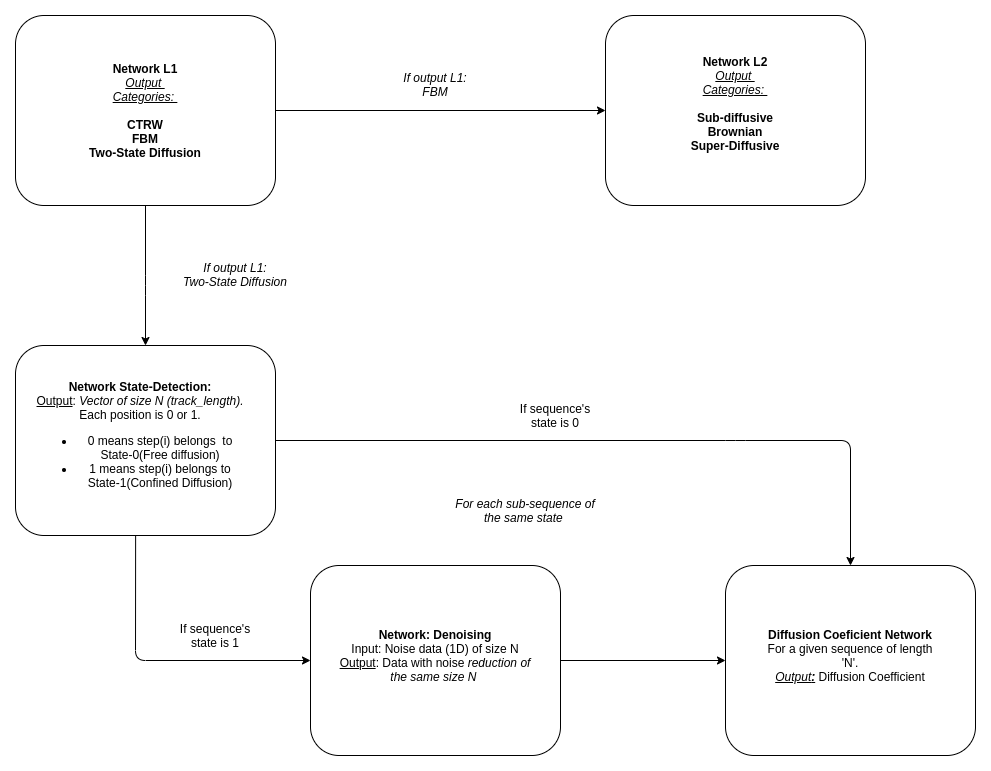 Network L1
Output
Categories:
CTRW
FBM
Two-State Diffusion
If output L1:
FBM
Network L2
Output
Categories:
Sub-diffusive
Brownian
Super-Diffusive
If output L1:
Two-State Diffusion
Network State-Detection:
Output: Vector of size N (track_length).
Each position is 0 or 1.
• 0 means step(i) belongs to
State-0(Free diffusion)
• 1 means step(i) belongs to
State-1(Confined Diffusion)
If sequence's
state is 0
For each sub-sequence of
the same state
If sequence's
state is 1
Network: Denoising
Input: Noise data (1D) of size N
Output: Data with noise reduction of
the same size N
Diffusion Coeficient Network
For a given sequence of length
'N'.
Output: Diffusion Coefficient